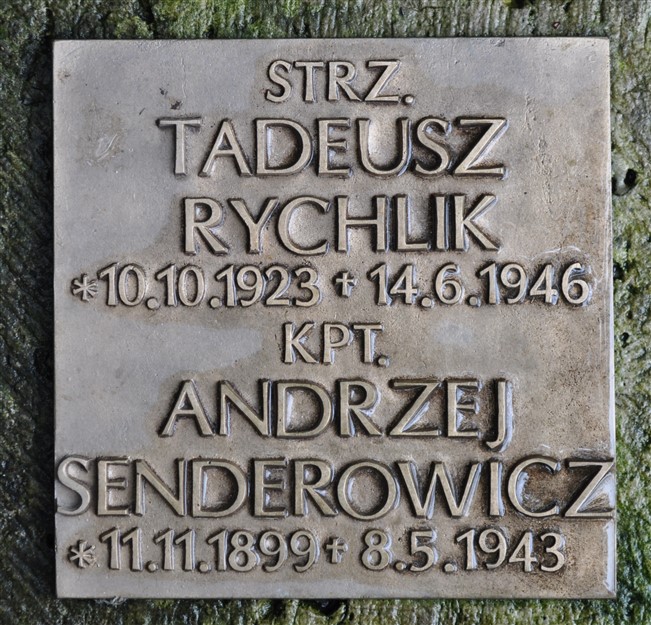 STRZ.
TADEUSZ
RYCHLIK
*10.10.1923 ✝ 14.6.1946
KPT.
ANDRZEJ
SENDEROWICZ
*11.11.1899 ✝ 8.5.1943